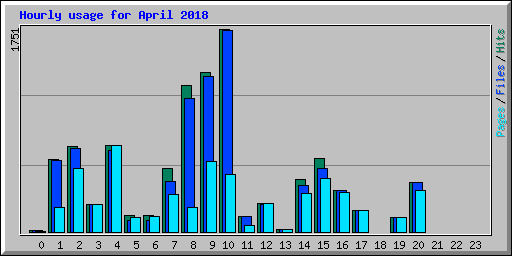 Hourly usage for April 2018
1751
Pages/Files/Hits
0 1 2 3 4 5 6 7 8 9 10 11 12 13 14 15 16 17 18 19 20 21 22 23